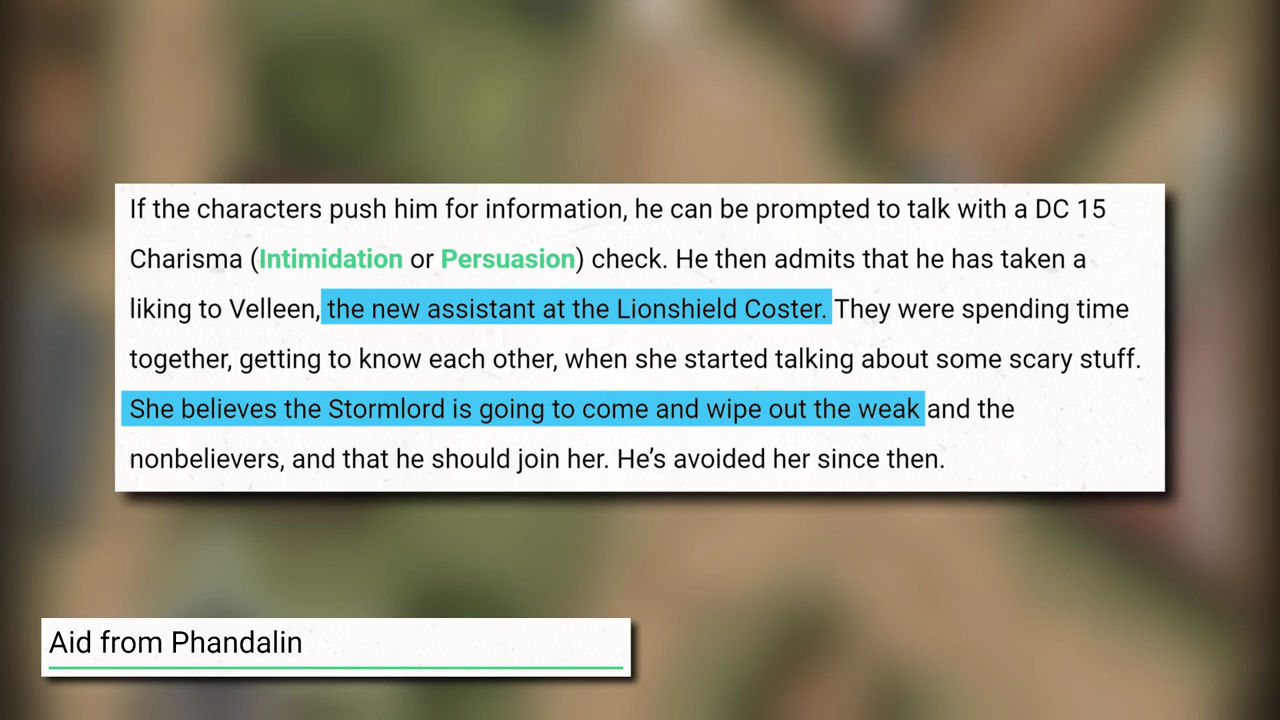 If the characters push him for information, he can be prompted to talk with a DC 15
Charisma (Intimidation or Persuasion) check. He then admits that he has taken a
liking to Velleen, the new assistant at the Lionshield Coster. They were spending time
together, getting to know each other, when she started talking about some scary stuff.
She believes the Stormlord is going to come and wipe out the weak and the
nonbelievers, and that he should join her. He’s avoided her since then.
Aid from Phandalin